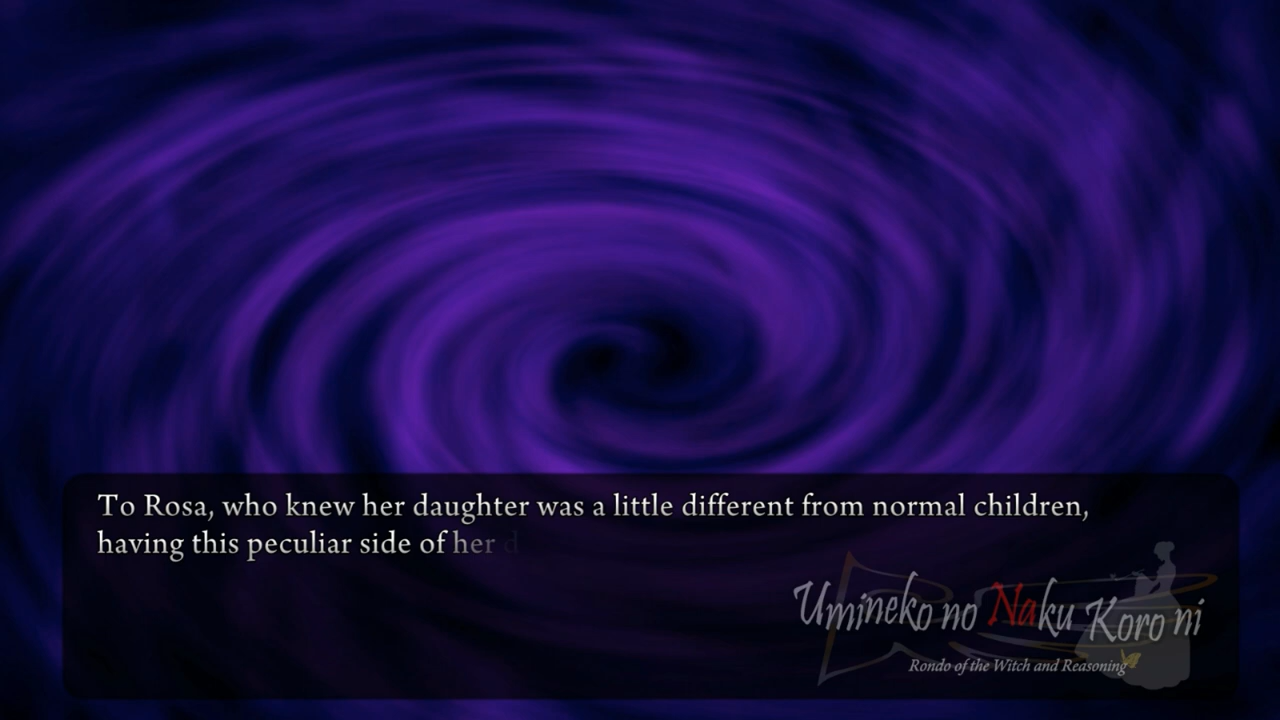 To Rosa, who knew her daughter was a little different from normal children,
having this peculiar side of her d
Umineko no Naku Koro ni
Rondo of the Witch and Reasoning